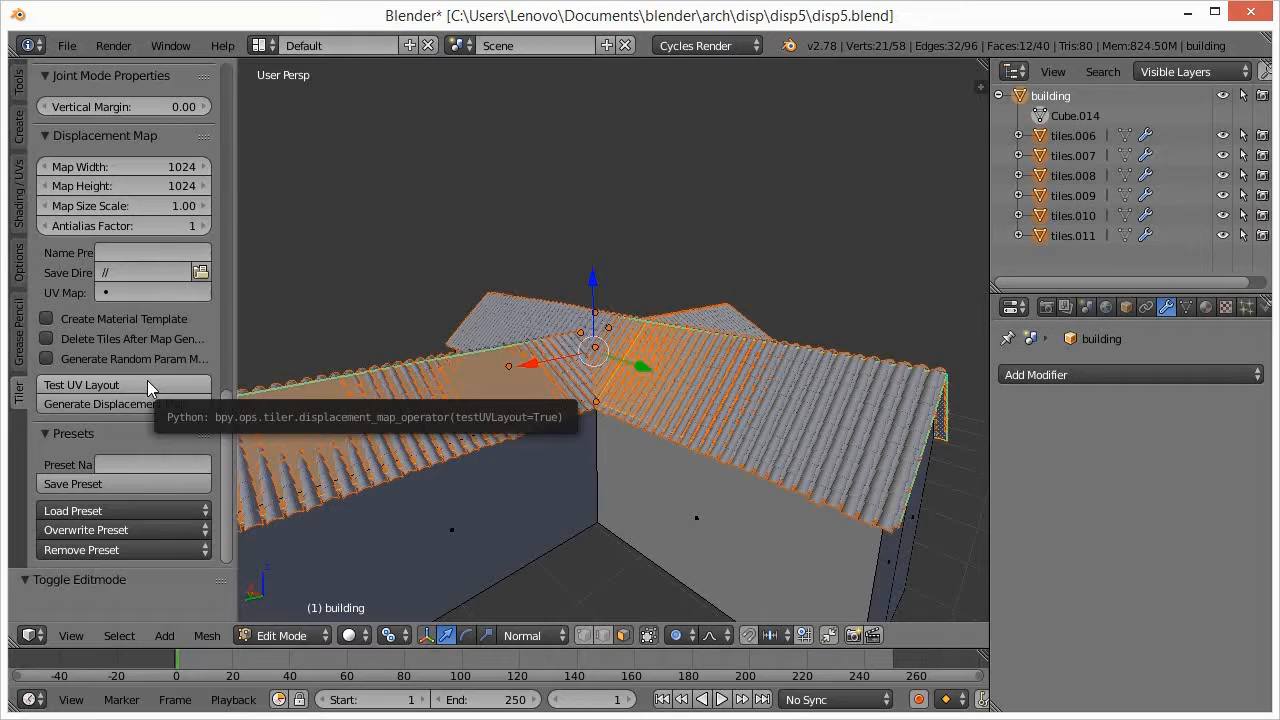 Blender* [C:\Users\Lenovo\Documents\blender\arch\disp\disp5\disp5.blend]
File Render Window Help Default Scene Cycles Render v2.78 | Verts:21/58 | Edges:32/96 | Faces:12/40 | Tris:80 | Mem:824.50M | building
Tools
Create
Shading / UVs
Options
Grease Pencil
Tiler
Joint Mode Properties
Vertical Margin: 0.00
Displacement Map
Map Width: 1024
Map Height: 1024
Map Size Scale: 1.00
Antialias Factor: 1
Name Pre
Save Dire //
UV Map:
Create Material Template
Delete Tiles After Map Gen...
Generate Random Param M...
Test UV Layout
Generate Displacement
Python: bpy.ops.tiler.displacement_map_operator(testUVLayout=True)
Presets
Preset Na
Save Preset
Load Preset
Overwrite Preset
Remove Preset
Toggle Editmode
User Persp
(1) building
View Select Add Mesh Edit Mode Normal
View Search Visible Layers
building
Cube.014
tiles.006
tiles.007
tiles.008
tiles.009
tiles.010
tiles.011
building
Add Modifier
-40 -20 0 20 40 60 80 100 120 140 160 180 200 220 240 260
View Marker Frame Playback Start: 1 End: 250 1 No Sync